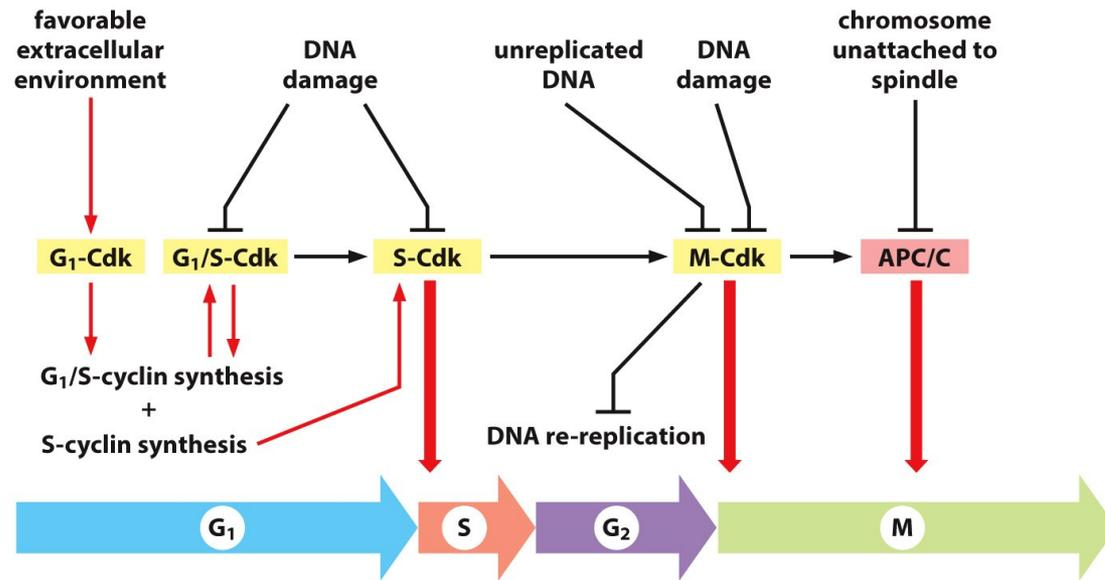 favorable
extracellular
environment
DNA
damage
unreplicated
DNA
DNA
damage
chromosome
unattached to
spindle
G₁-Cdk
G₁/S-Cdk
S-Cdk
M-Cdk
APC/C
G₁/S-cyclin synthesis
+
S-cyclin synthesis
DNA re-replication
G₁
S
G₂
M